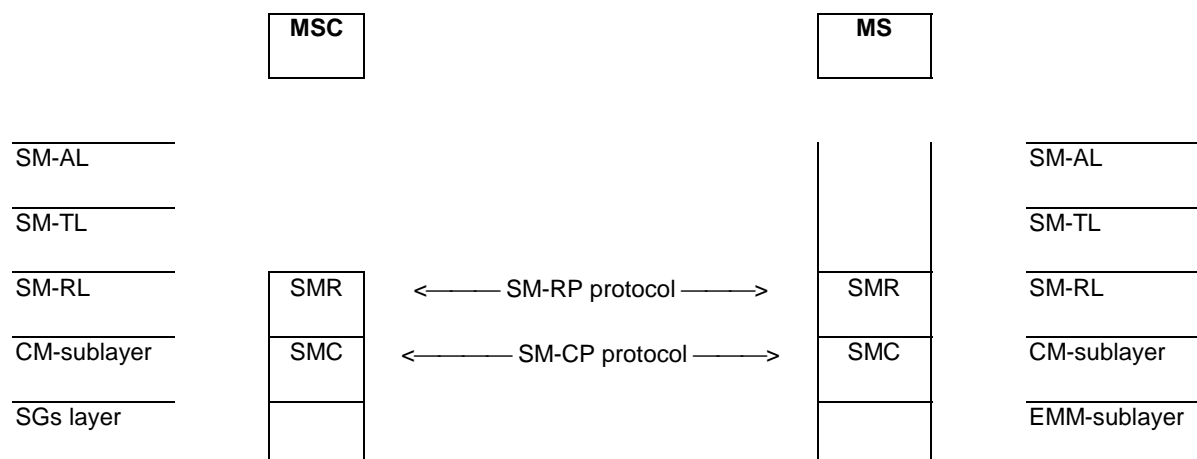 MSC MS
SM-AL SM-AL
SM-TL SM-TL
SM-RL SMR <———— SM-RP protocol ————> SMR SM-RL
CM-sublayer SMC <———— SM-CP protocol ————> SMC CM-sublayer
SGs layer EMM-sublayer